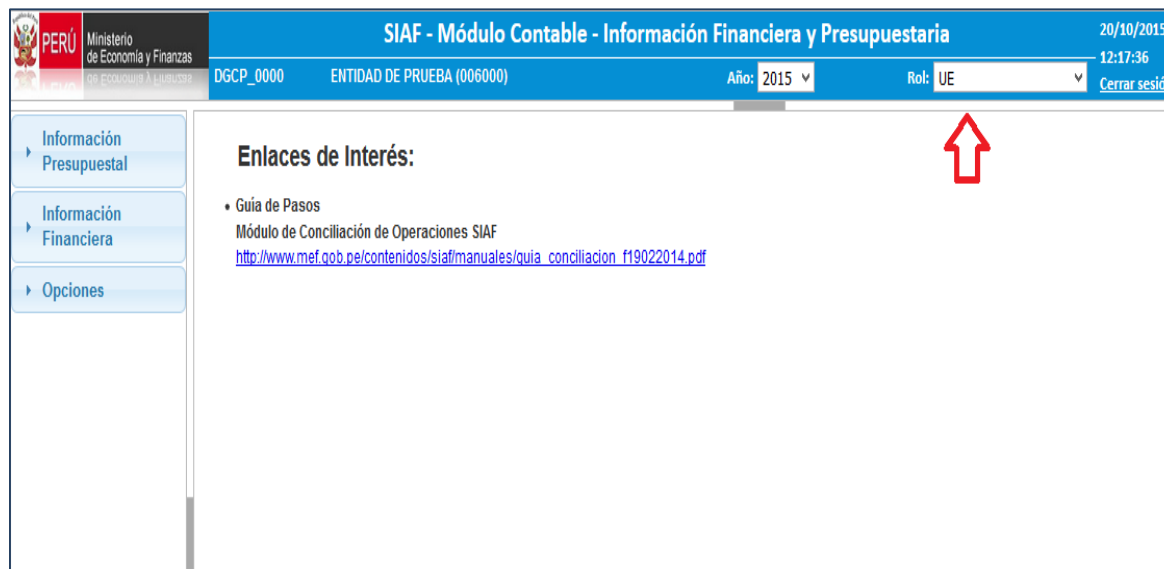 PERÚ
Ministerio
de Economía y Finanzas
SIAF - Módulo Contable - Información Financiera y Presupuestaria
20/10/2015
12:17:36
DGCP_0000 ENTIDAD DE PRUEBA (006000) Año: 2015 Rol: UE
Cerrar sesió
Información
Presupuestal
Información
Financiera
Opciones
Enlaces de Interés:
• Guia de Pasos
Módulo de Conciliación de Operaciones SIAF
http://www.mef.gob.pe/contenidos/siaf/manuales/guia_conciliacion_f19022014.pdf